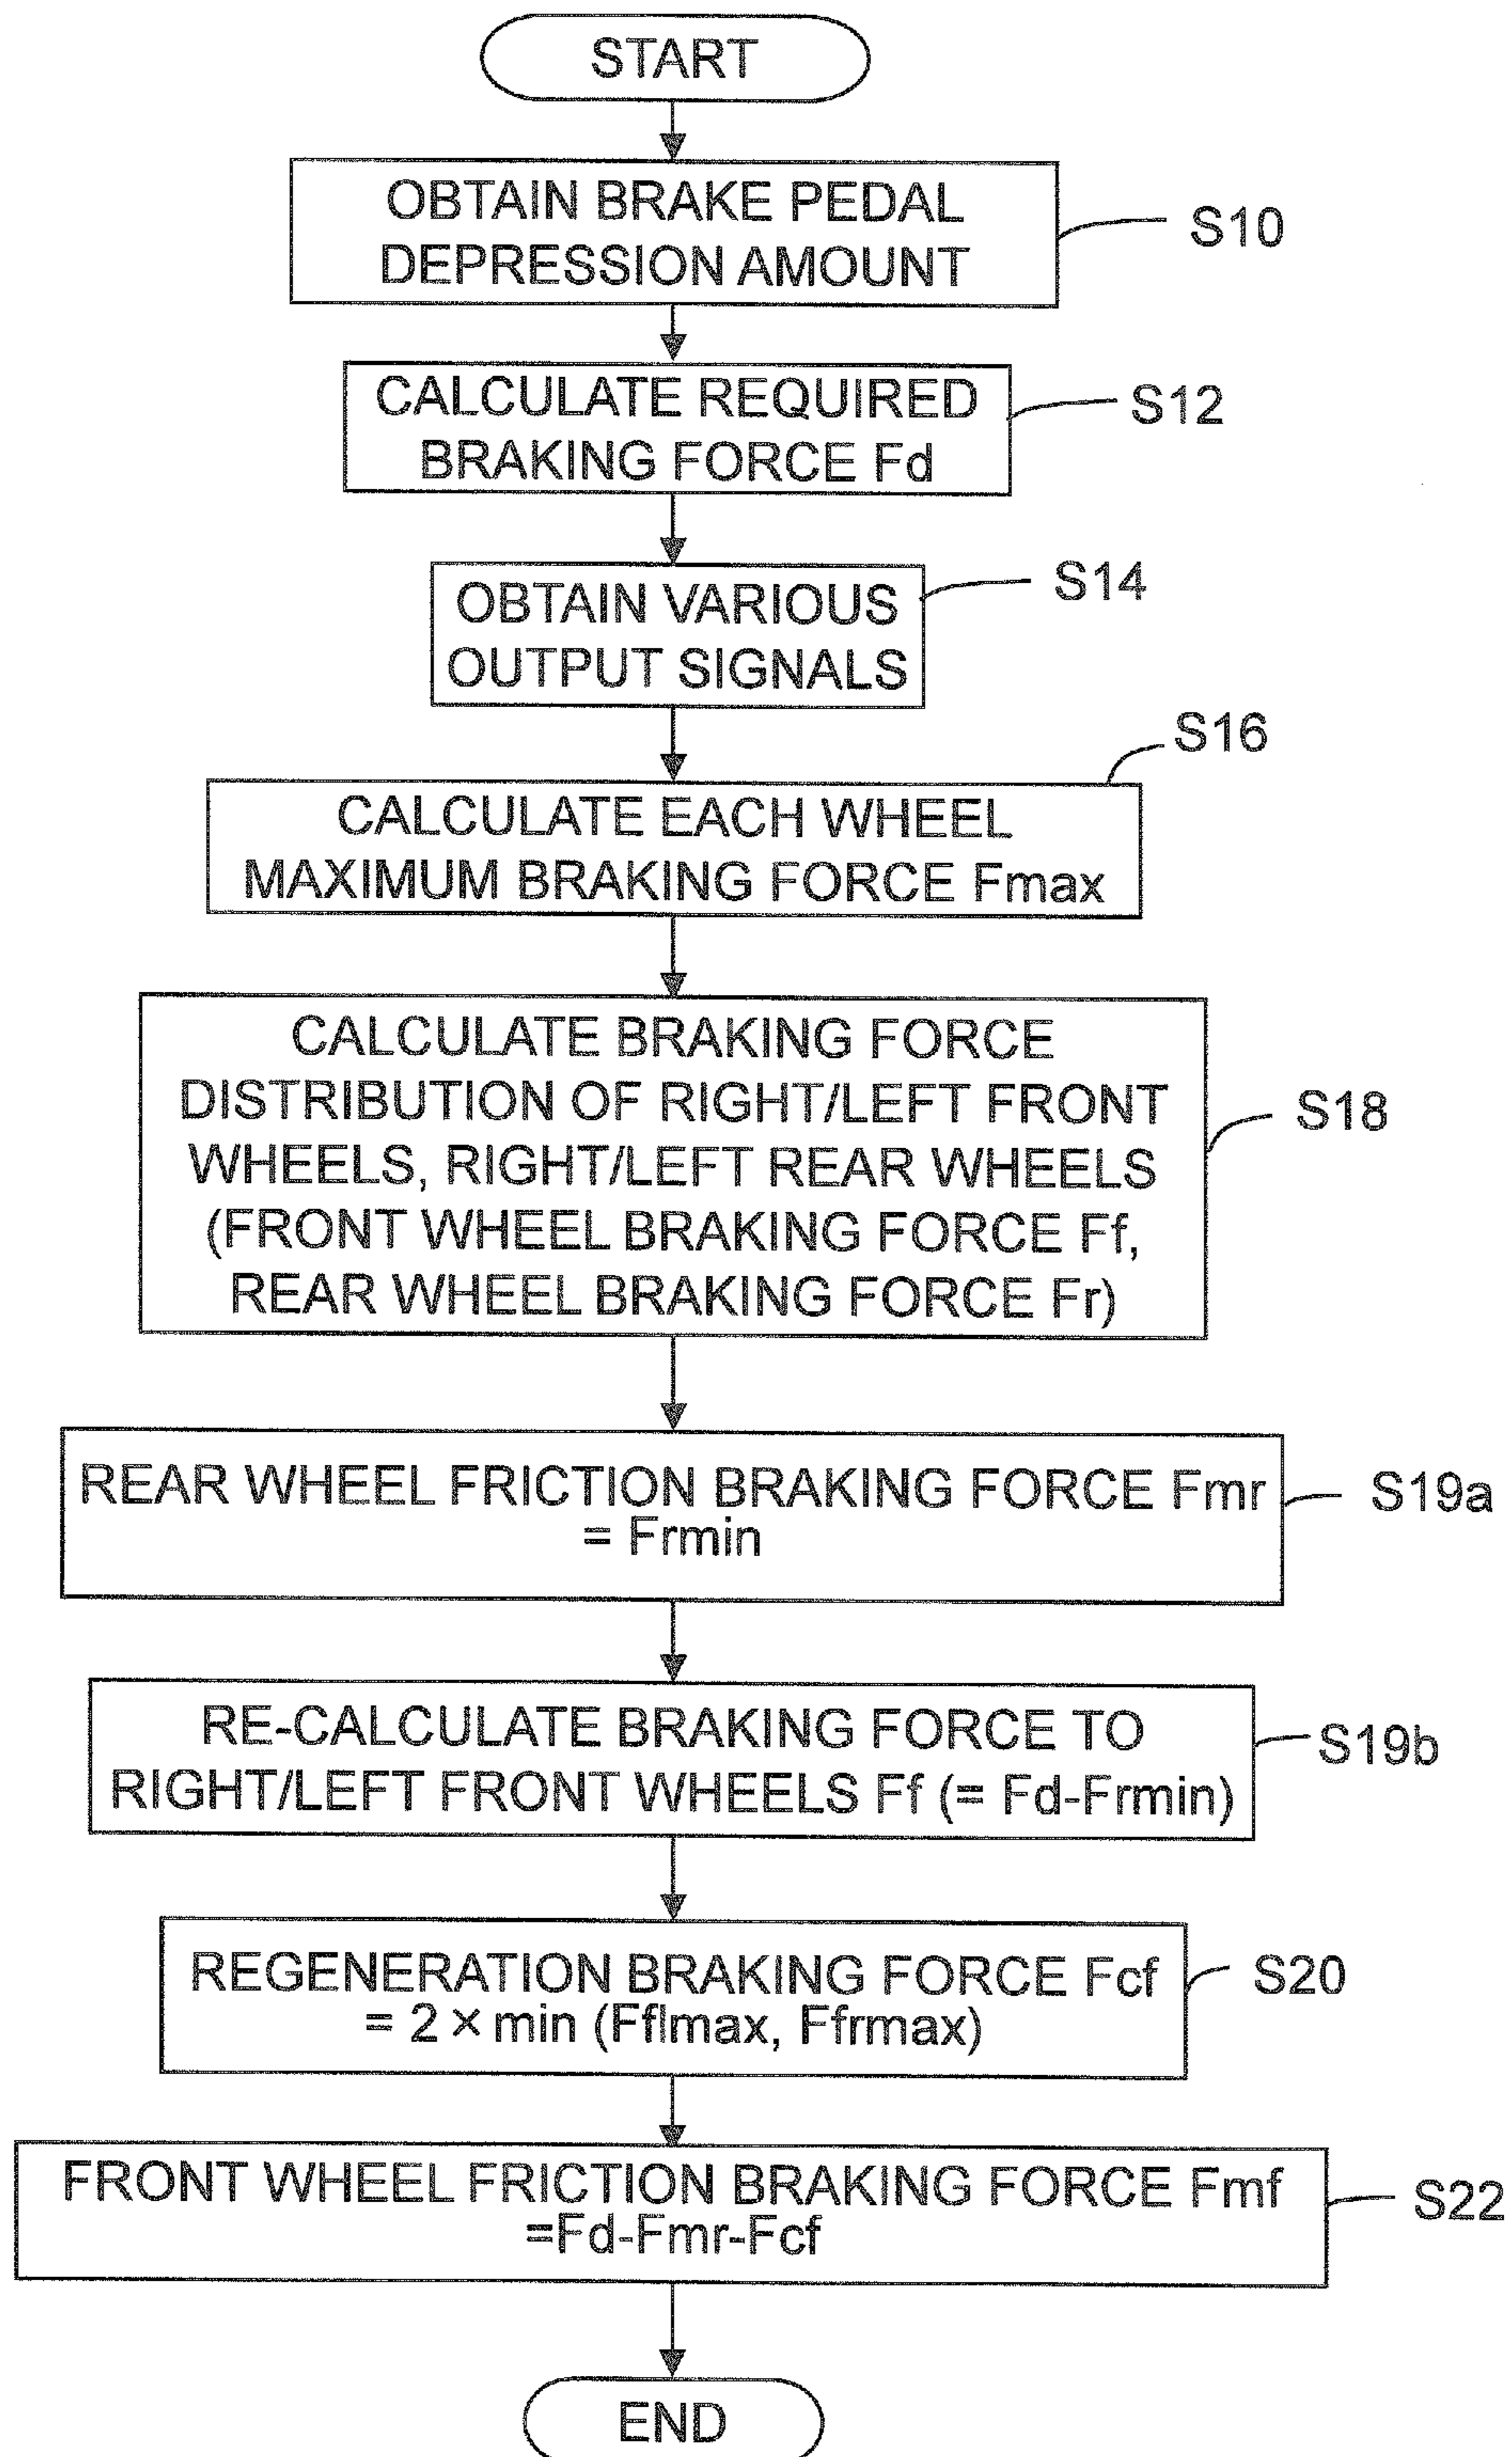 START
OBTAIN BRAKE PEDAL
DEPRESSION AMOUNT
S10
CALCULATE REQUIRED
BRAKING FORCE Fd
S12
OBTAIN VARIOUS
OUTPUT SIGNALS
S14
CALCULATE EACH WHEEL
MAXIMUM BRAKING FORCE Fmax
S16
CALCULATE BRAKING FORCE
DISTRIBUTION OF RIGHT/LEFT FRONT
WHEELS, RIGHT/LEFT REAR WHEELS
(FRONT WHEEL BRAKING FORCE Ff,
REAR WHEEL BRAKING FORCE Fr)
S18
REAR WHEEL FRICTION BRAKING FORCE Fmr
= Frmin
S19a
RE-CALCULATE BRAKING FORCE TO
RIGHT/LEFT FRONT WHEELS Ff (= Fd-Frmin)
S19b
REGENERATION BRAKING FORCE Fcf
= 2 × min (Fflmax, Ffrmax)
S20
FRONT WHEEL FRICTION BRAKING FORCE Fmf
=Fd-Fmr-Fcf
S22
END